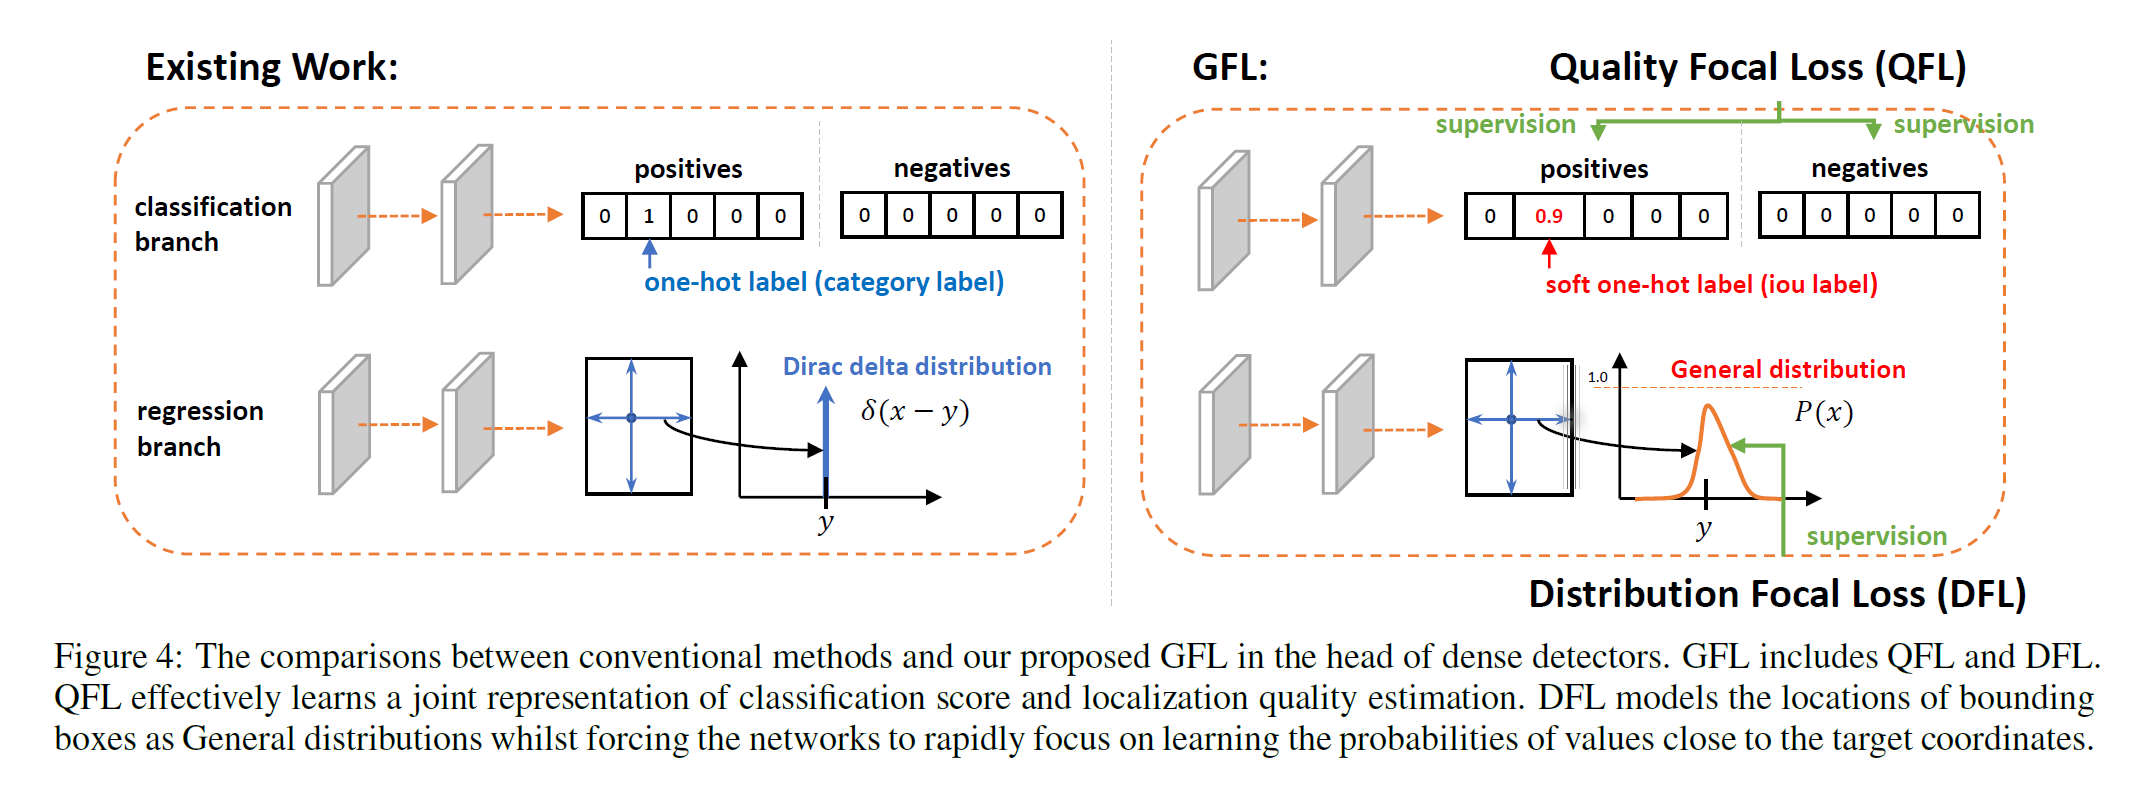 Existing Work:
classification
branch
positives
negatives
0 1 0 0 0
0 0 0 0 0
one-hot label (category label)
regression
branch
Dirac delta distribution
δ(x − y)
y
GFL:
Quality Focal Loss (QFL)
supervision
supervision
positives
negatives
0 0.9 0 0 0
0 0 0 0 0
soft one-hot label (iou label)
1.0
General distribution
P(x)
y
supervision
Distribution Focal Loss (DFL)
Figure 4: The comparisons between conventional methods and our proposed GFL in the head of dense detectors. GFL includes QFL and DFL.
QFL effectively learns a joint representation of classification score and localization quality estimation. DFL models the locations of bounding
boxes as General distributions whilst forcing the networks to rapidly focus on learning the probabilities of values close to the target coordinates.